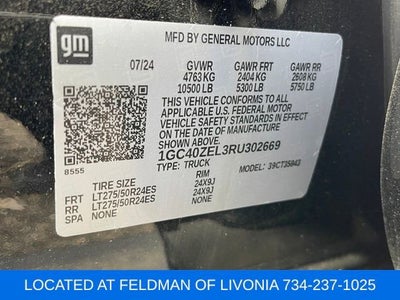 gm
MFD BY GENERAL MOTORS LLC
07/24 GVWR GAWR FRT GAWR RR
4763 KG 2404 KG 2608 KG
10500 LB 5300 LB 5750 LB
THIS VEHICLE CONFORMS TO ALL
APPLICABLE U.S. FEDERAL MOTOR
VEHICLE SAFETY STANDARDS IN
EFFECT ON THE DATE OF
MANUFACTURE SHOWN ABOVE.
1GC40ZEL3RU302669
8555 TYPE: TRUCK MODEL: 39CT35843
TIRE SIZE RIM
FRT LT275/50R24ES 24X9J
RR LT275/50R24ES 24X9J
SPA NONE NONE
LOCATED AT FELDMAN OF LIVONIA 734-237-1025